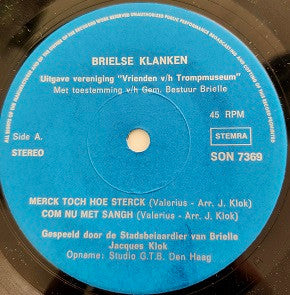 BRIELSE KLANKEN
Uitgave vereniging "Vrienden v/h Trompmuseum"
Met toestemming v/h Gem. Bestuur Brielle
Side A.
STEREO
45 RPM
STEMRA
SON 7369
MERCK TOCH HOE STERCK (Valerius - Arr. J. Klok)
COM NU MET SANGH (Valerius - Arr. J. Klok)
Gespeeld door de Stadsbeiaardier van Brielle
Jacques Klok
Opname: Studio G.T.B. Den Haag